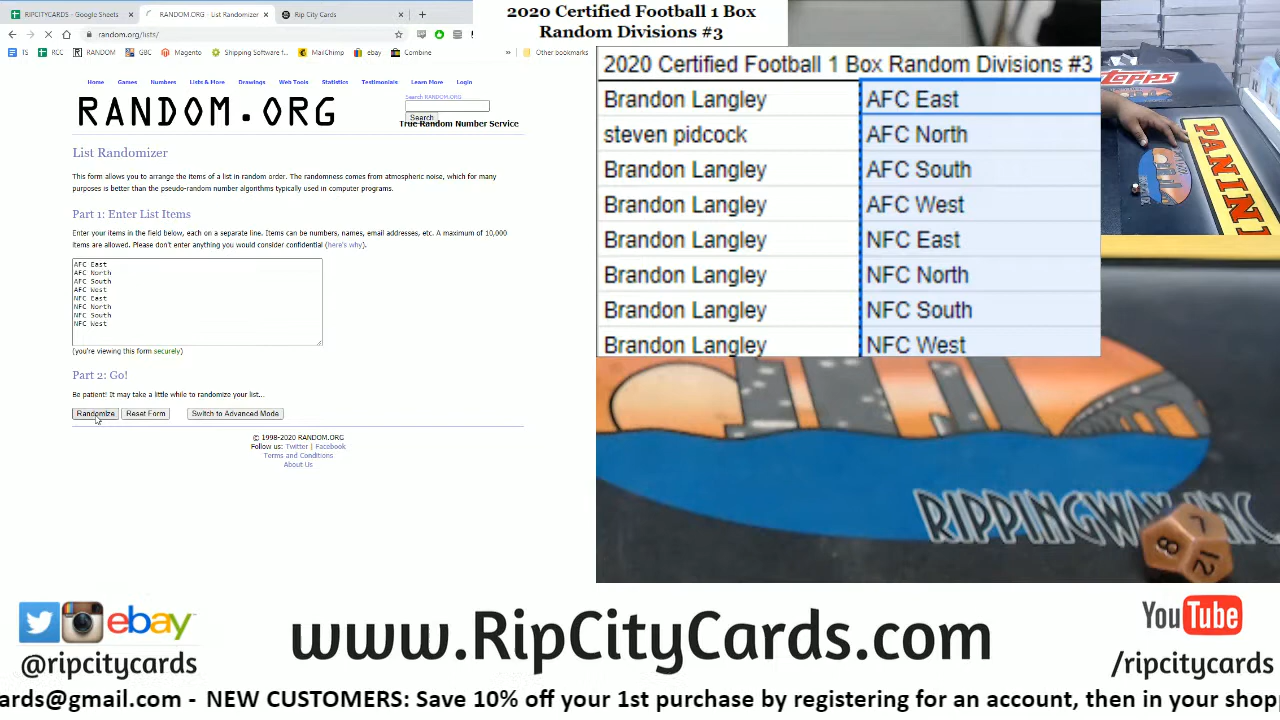 RIPCITYCARDS - Google Sheets
RANDOM.ORG - List Randomizer
Rip City Cards
random.org/lists/
TS
RCC
RANDOM
GBC
Magento
Shipping Software f...
MailChimp
ebay
Combine
Other bookmarks
Home Games Numbers Lists & More Drawings Web Tools Statistics Testimonials Learn More Login
RANDOM.ORG
Search RANDOM.ORG
Search
True Random Number Service
List Randomizer
This form allows you to arrange the items of a list in random order. The randomness comes from atmospheric noise, which for many
purposes is better than the pseudo-random number algorithms typically used in computer programs.
Part 1: Enter List Items
Enter your items in the field below, each on a separate line. Items can be numbers, names, email addresses, etc. A maximum of 10,000
items are allowed. Please don't enter anything you would consider confidential (here's why).
AFC East
AFC North
AFC South
AFC West
NFC East
NFC North
NFC South
NFC West
(you're viewing this form securely)
Part 2: Go!
Be patient! It may take a little while to randomize your list...
Randomize Reset Form Switch to Advanced Mode
© 1998-2020 RANDOM.ORG
Follow us: Twitter | Facebook
Terms and Conditions
About Us
2020 Certified Football 1 Box
Random Divisions #3
2020 Certified Football 1 Box Random Divisions #3
Brandon Langley AFC East
steven pidcock AFC North
Brandon Langley AFC South
Brandon Langley AFC West
Brandon Langley NFC East
Brandon Langley NFC North
Brandon Langley NFC South
Brandon Langley NFC West
Topps
PANINI
RIPPINGWAX, INC.
7
8
12
ebay
@ripcitycards
www.RipCityCards.com
YouTube
/ripcitycards
ards@gmail.com - NEW CUSTOMERS: Save 10% off your 1st purchase by registering for an account, then in your shopp